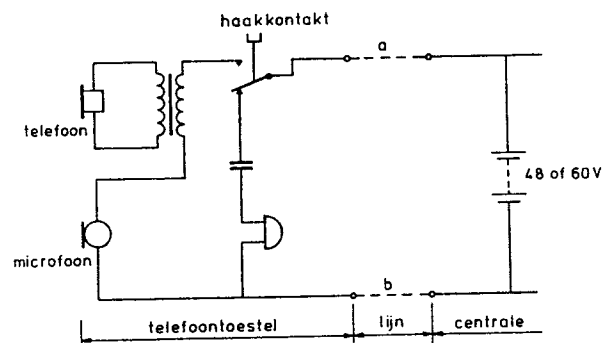 haakkontakt
a
telefoon
48 of 60V
microfoon
b
telefoontoestel
lijn
centrale